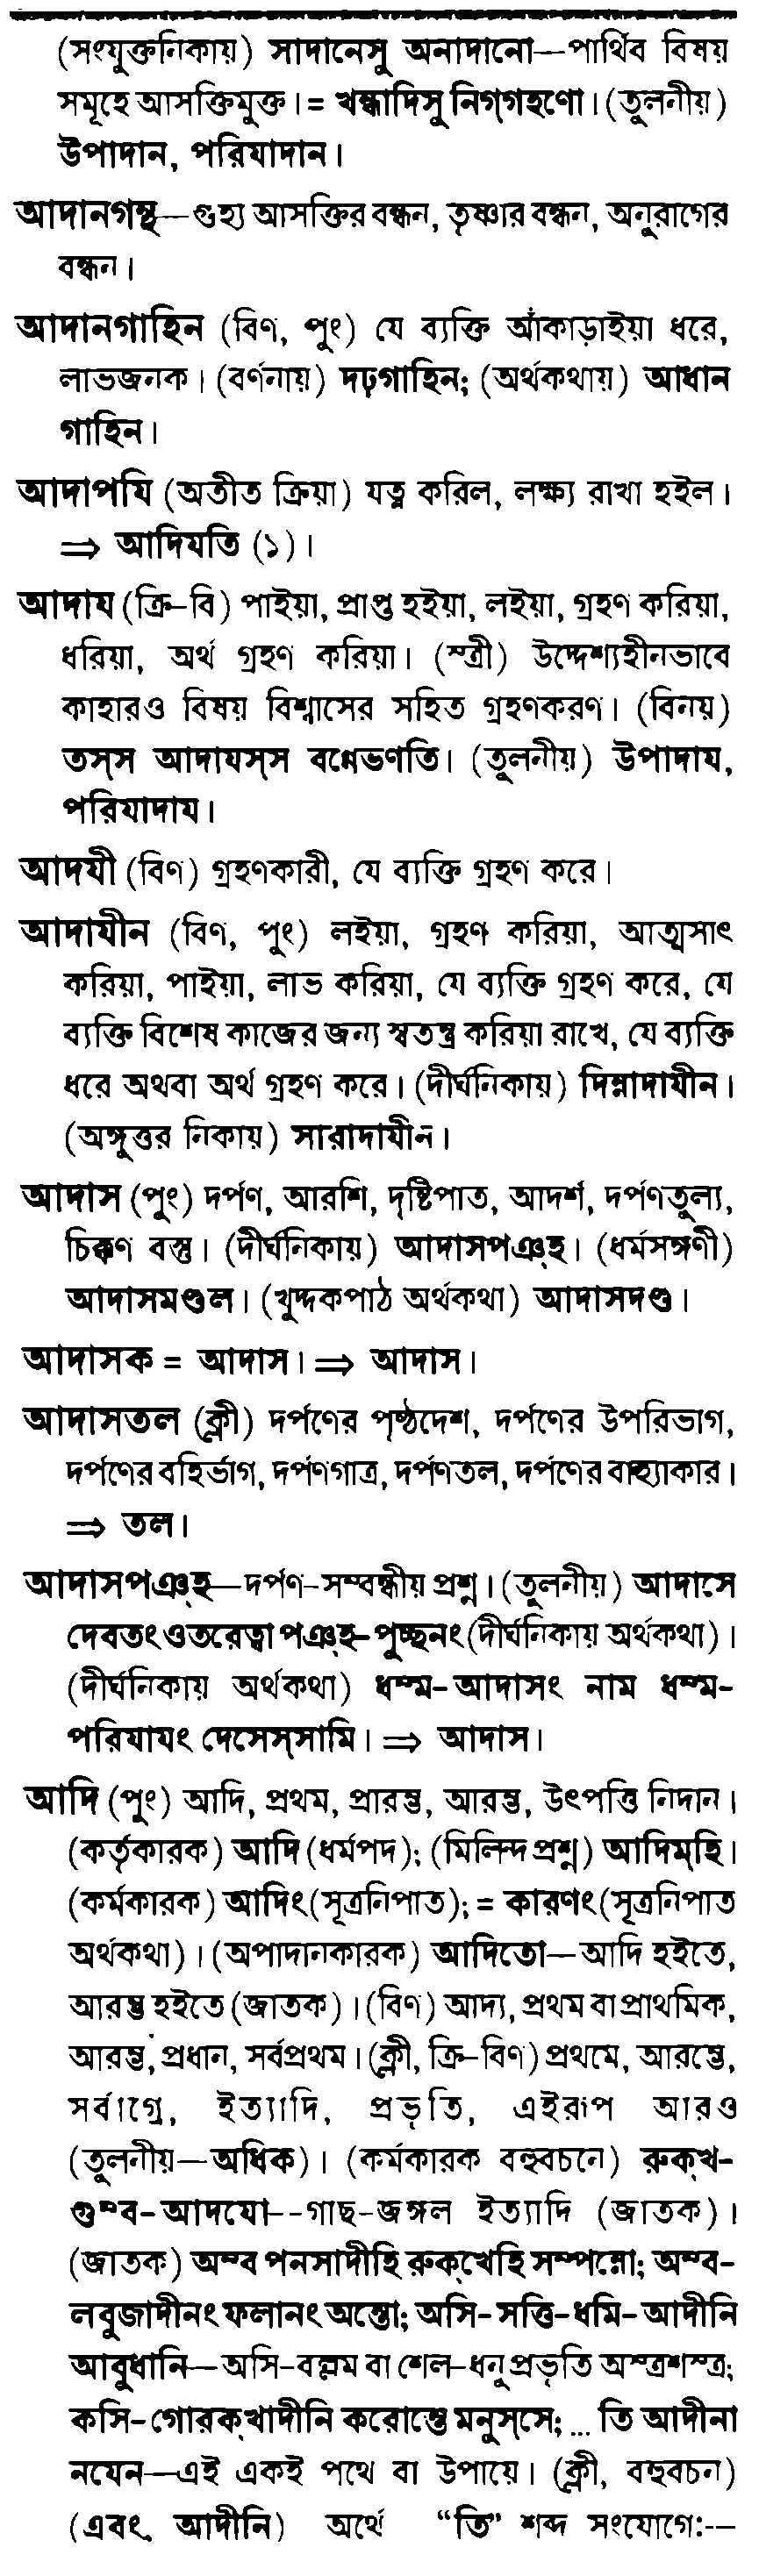 (সংযুক্তনিকায়) সাদানেসু অনাদানো—পার্থিব বিষয়
সমূহে আসক্তিমুক্ত। = খন্ধাদিসু নিগ্গহণো। (তুলনীয়)
উপাদান, পরিযাদান।
আদানগন্থ—গুহ্য আসক্তির বন্ধন, তৃষ্ণার বন্ধন, অনুরাগের
বন্ধন।
আদানগাহিন (বিণ, পুং) যে ব্যক্তি আঁকাড়াইয়া ধরে,
লাভজনক। (বর্ণনায়) দঢ়গাহিন; (অর্থকথায়) আধান
গাহিন।
আদাপযি (অতীত ক্রিয়া) যত্ন করিল, লক্ষ্য রাখা হইল।
⇒ আদিযতি (১)।
আদায (ক্রি-বি) পাইয়া, প্রাপ্ত হইয়া, লইয়া, গ্রহণ করিয়া,
ধরিয়া, অর্থ গ্রহণ করিয়া। (স্ত্রী) উদ্দেশ্যহীনভাবে
কাহারও বিষয় বিশ্বাসের সহিত গ্রহণকরণ। (বিনয়)
তস্স আদাযস্স বণ্নেভণতি। (তুলনীয়) উপাদায,
পরিযাদায।
আদযী (বিণ) গ্রহণকারী, যে ব্যক্তি গ্রহণ করে।
আদাযীন (বিণ, পুং) লইয়া, গ্রহণ করিয়া, আত্মসাৎ
করিয়া, পাইয়া, লাভ করিয়া, যে ব্যক্তি গ্রহণ করে, যে
ব্যক্তি বিশেষ কাজের জন্য স্বতন্ত্র করিয়া রাখে, যে ব্যক্তি
ধরে অথবা অর্থ গ্রহণ করে। (দীর্ঘনিকায়) দিন্নাদাযীন।
(অঙ্গুত্তর নিকায়) সারাদাযীন।
আদাস (পুং) দর্পণ, আরশি, দৃষ্টিপাত, আদর্শ, দর্পণতুল্য,
চিক্কণ বস্তু। (দীর্ঘনিকায়) আদাসপঞ্হ। (ধর্মসঙ্গণী)
আদাসমণ্ডল। (খুদ্দকপাঠ অর্থকথা) আদাসদণ্ড।
আদাসক = আদাস। ⇒ আদাস।
আদাসতল (ক্লী) দর্পণের পৃষ্ঠদেশ, দর্পণের উপরিভাগ,
দর্পণের বহির্ভাগ, দর্পণগাত্র, দর্পণতল, দর্পণের বাহ্যাকার।
⇒ তল।
আদাসপঞ্হ—দর্পণ-সম্বন্ধীয় প্রশ্ন। (তুলনীয়) আদাসে
দেবতং ওতরেত্বা পঞ্হ-পুচ্ছনং (দীর্ঘনিকায় অর্থকথা)।
(দীর্ঘনিকায় অর্থকথা) ধম্ম-আদাসং নাম ধম্ম-
পরিযাযং দেসেস্সামি। ⇒ আদাস।
আদি (পুং) আদি, প্রথম, প্রারম্ভ, আরম্ভ, উৎপত্তি নিদান।
(কর্তৃকারক) আদি (ধর্মপদ); (মিলিন্দ প্রশ্ন) আদিম্হি।
(কর্মকারক) আদিং (সূত্রনিপাত); = কারণং (সূত্রনিপাত
অর্থকথা)। (অপাদানকারক) আদিতো—আদি হইতে,
আরম্ভ হইতে (জাতক)। (বিণ) আদ্য, প্রথম বা প্রাথমিক,
আরম্ভ, প্রধান, সর্বপ্রথম। (ক্লী, ক্রি-বিণ) প্রথমে, আরম্ভে,
সর্বাগ্রে, ইত্যাদি, প্রভৃতি, এইরূপ আরও
(তুলনীয়—অধিক)। (কর্মকারক বহুবচনে) রুক্খ-
গুম্ব-আদযো--গাছ-জঙ্গল ইত্যাদি (জাতক)।
(জাতক) অম্ব পনসাদীহি রুক্খেহি সম্পন্নো; অম্ব-
লবুজাদীনং ফলানং অন্তো; অসি-সত্তি-ধমি-আদীনি
আবুধানি—অসি-বল্লম বা শেল-ধনু প্রভৃতি অস্ত্রশস্ত্র;
কসি-গোরক্খাদীনি করোন্তে মনুস্সে; ... তি আদীনা
নযেন—এই একই পথে বা উপায়ে। (ক্লী, বহুবচন)
(এবং আদীনি) অর্থে “তি” শব্দ সংযোগে:--